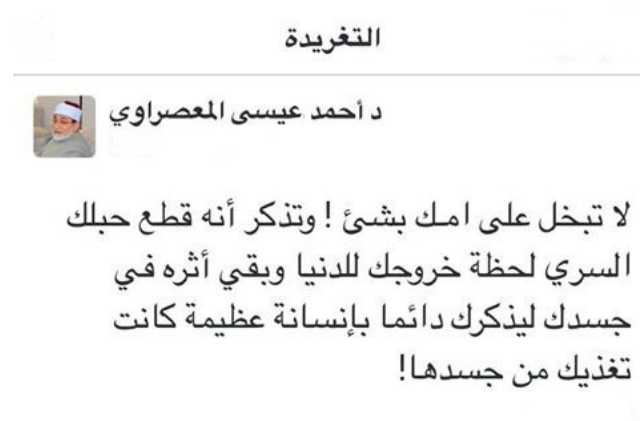 التغريدة
د أحمد عيسى المعصراوي
لا تبخل على امك بشئ ! وتذكر أنه قطع حبلك
السري لحظة خروجك للدنيا وبقي أثره في
جسدك ليذكرك دائما بإنسانة عظيمة كانت
تغذيك من جسدها!